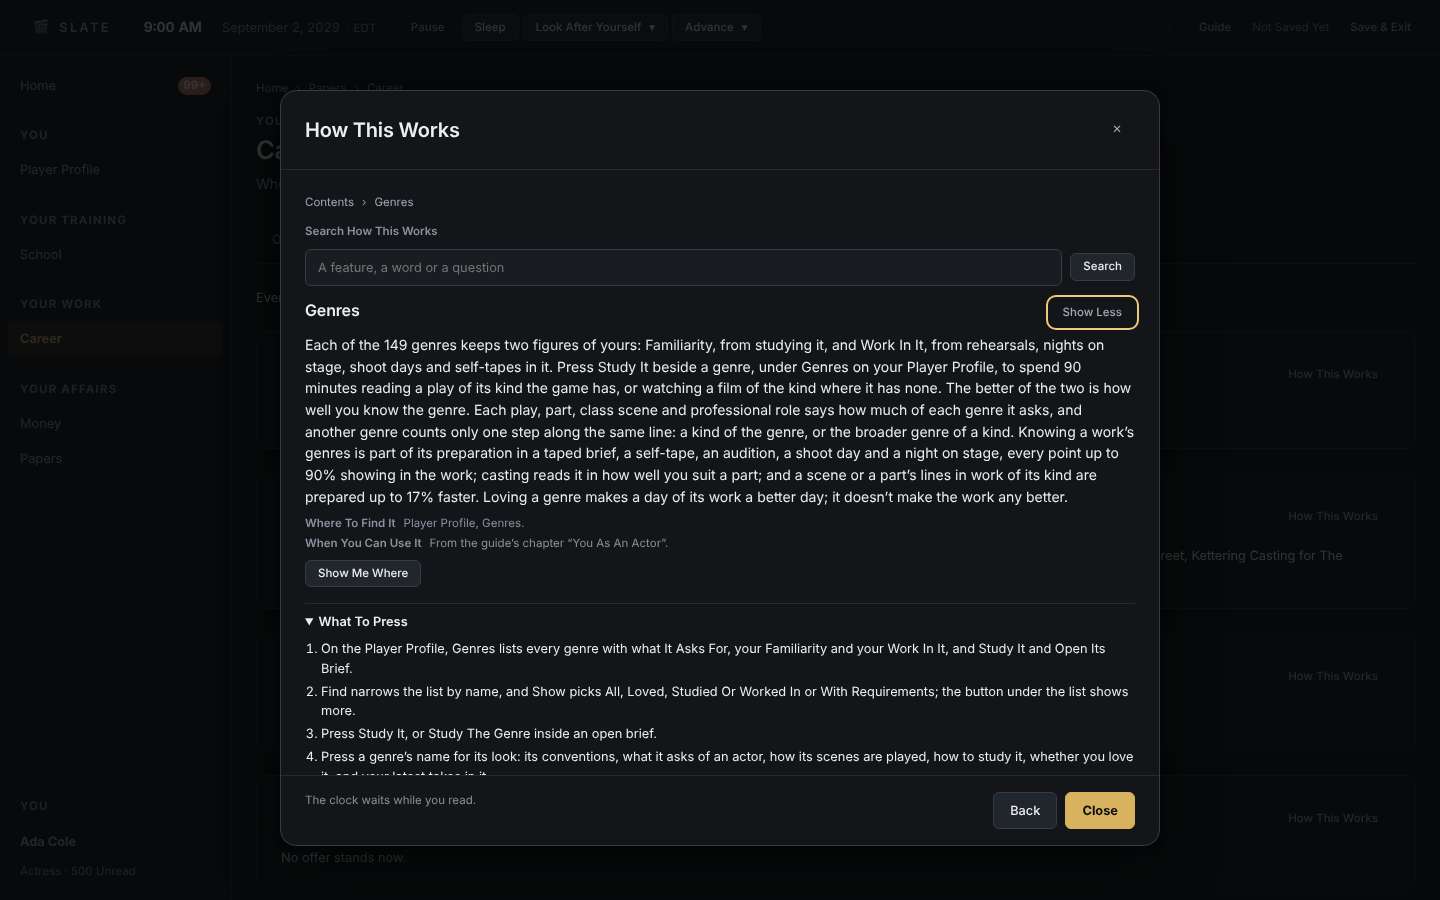 SLATE
9:00 AM
September 2, 2029 · EDT
Pause
Sleep
Look After Yourself ▾
Advance ▾
Guide
Not Saved Yet
Save & Exit
Home
99+
YOU
Player Profile
YOUR TRAINING
School
YOUR WORK
Career
YOUR AFFAIRS
Money
Papers
YOU
Ada Cole
Actress · 500 Unread
Home › Papers › Career
How This Works
×
Contents › Genres
Search How This Works
A feature, a word or a question
Search
Genres
Show Less
Each of the 149 genres keeps two figures of yours: Familiarity, from studying it, and Work In It, from rehearsals, nights on
stage, shoot days and self-tapes in it. Press Study It beside a genre, under Genres on your Player Profile, to spend 90
minutes reading a play of its kind the game has, or watching a film of the kind where it has none. The better of the two is how
well you know the genre. Each play, part, class scene and professional role says how much of each genre it asks, and
another genre counts only one step along the same line: a kind of the genre, or the broader genre of a kind. Knowing a work’s
genres is part of its preparation in a taped brief, a self-tape, an audition, a shoot day and a night on stage, every point up to
90% showing in the work; casting reads it in how well you suit a part; and a scene or a part’s lines in work of its kind are
prepared up to 17% faster. Loving a genre makes a day of its work a better day; it doesn’t make the work any better.
Where To Find It Player Profile, Genres.
When You Can Use It From the guide’s chapter “You As An Actor”.
Show Me Where
▼ What To Press
1. On the Player Profile, Genres lists every genre with what It Asks For, your Familiarity and your Work In It, and Study It and Open Its
Brief.
2. Find narrows the list by name, and Show picks All, Loved, Studied Or Worked In or With Requirements; the button under the list shows
more.
3. Press Study It, or Study The Genre inside an open brief.
4. Press a genre’s name for its look: its conventions, what it asks of an actor, how its scenes are played, how to study it, whether you love
it, and your latest takes in it.
The clock waits while you read.
Back
Close
How This Works
How This Works
reet, Kettering Casting for The
How This Works
How This Works
No offer stands now.